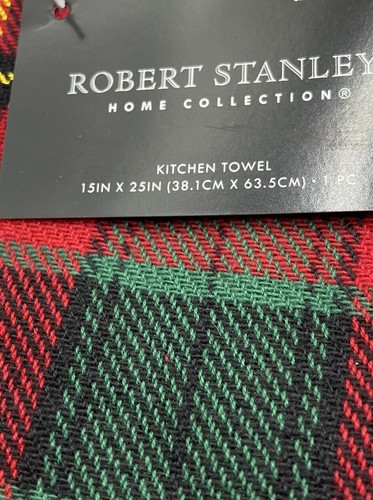 ROBERT STANLEY
HOME COLLECTION®
KITCHEN TOWEL
15IN X 25IN (38.1CM X 63.5CM) · 1 PC